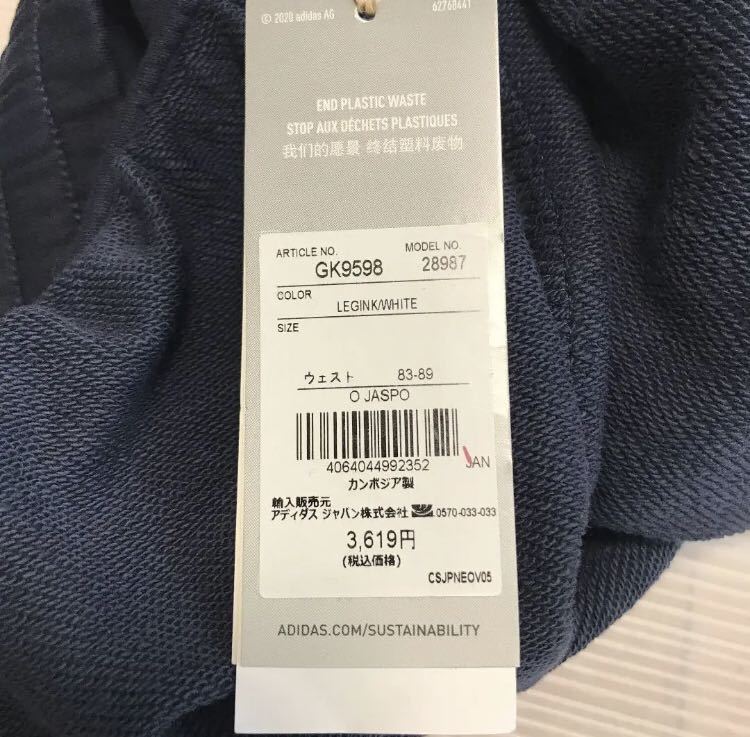 © 2020 adidas AG
62768441
END PLASTIC WASTE
STOP AUX DÉCHETS PLASTIQUES
我们的愿景 终结塑料废物
ARTICLE NO. MODEL NO.
GK9598 28987
COLOR
LEGINK/WHITE
SIZE
ウェスト 83-89
O JASPO
4064044992352 JAN
カンボジア製
輸入販売元
アディダス ジャパン株式会社 0570-033-033
3,619円
(税込価格)
CSJPNEOV05
ADIDAS.COM/SUSTAINABILITY